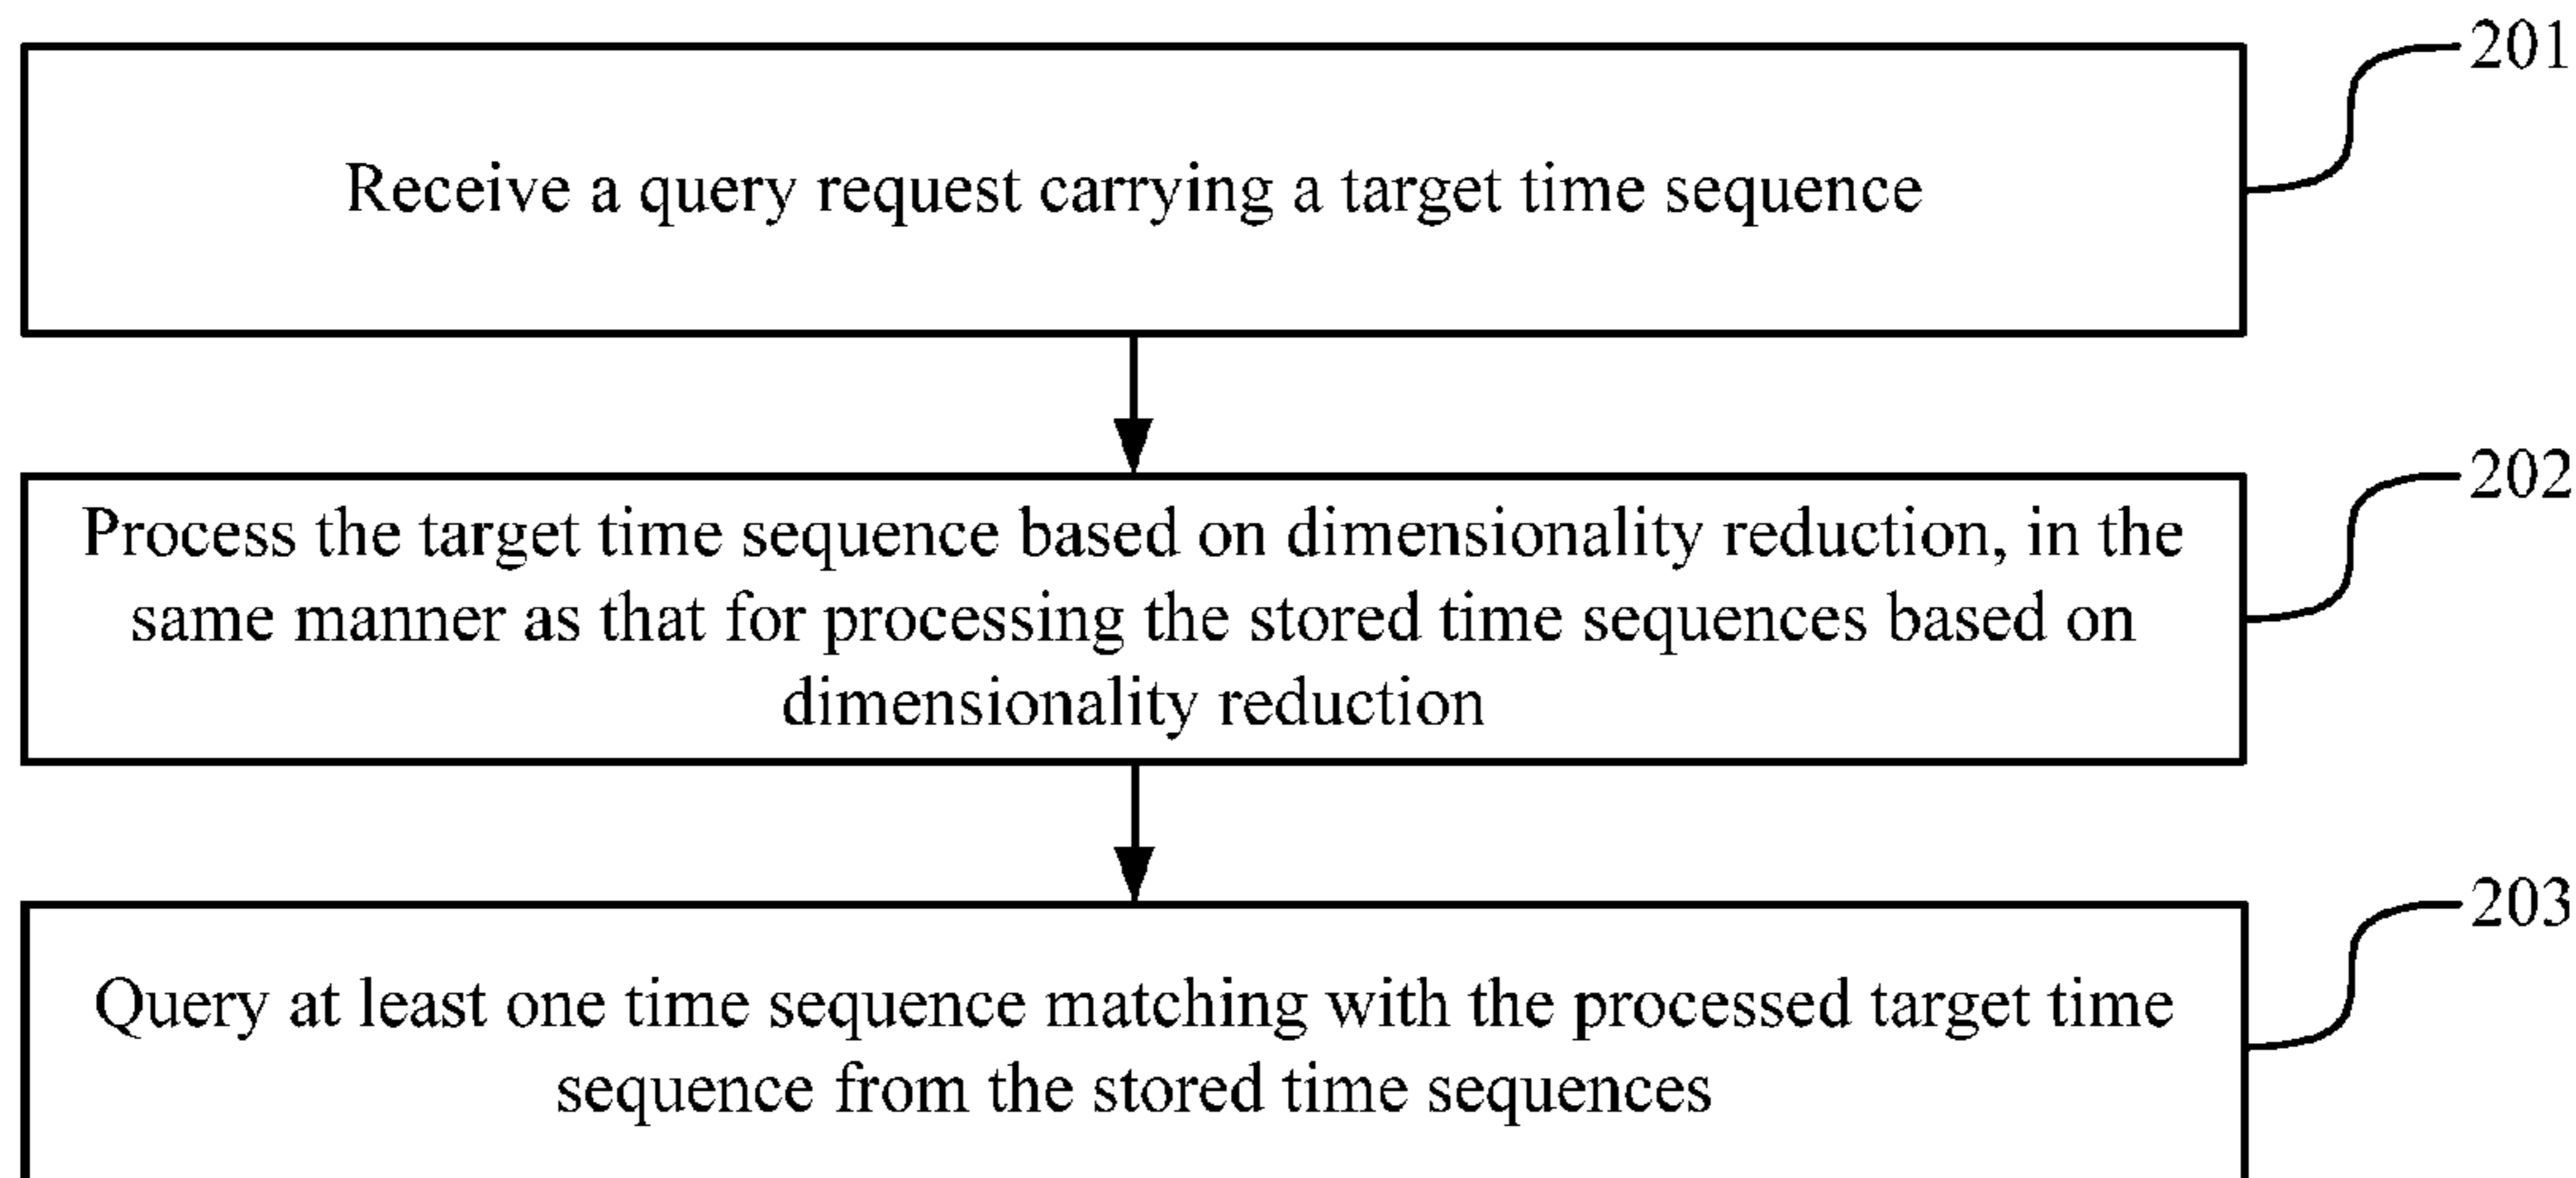 201
Receive a query request carrying a target time sequence
202
Process the target time sequence based on dimensionality reduction, in the
same manner as that for processing the stored time sequences based on
dimensionality reduction
203
Query at least one time sequence matching with the processed target time
sequence from the stored time sequences